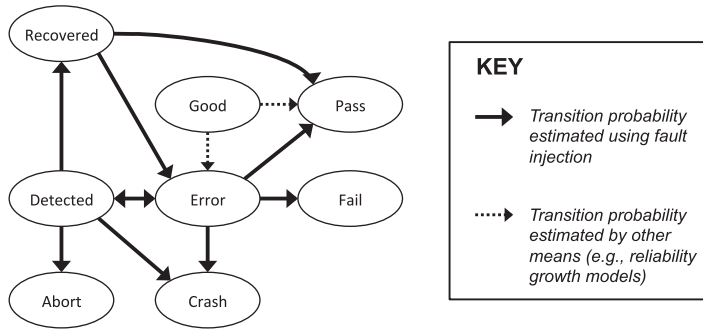 Recovered
Good
Pass
Detected
Error
Fail
Abort
Crash
KEY
Transition probability
estimated using fault
injection
Transition probability
estimated by other
means (e.g., reliability
growth models)